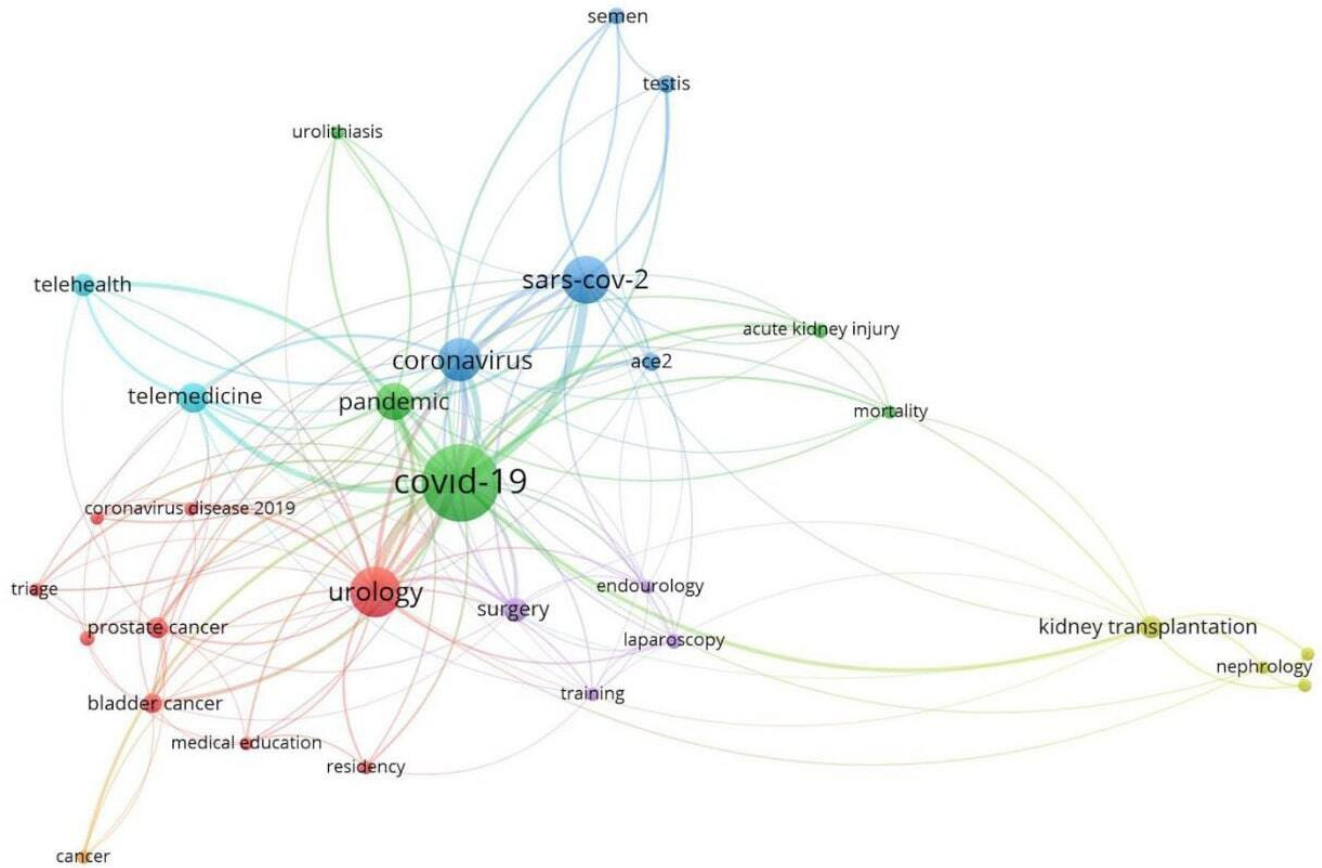 semen
testis
urolithiasis
telehealth
sars-cov-2
acute kidney injury
coronavirus
ace2
telemedicine
pandemic
mortality
covid-19
coronavirus disease 2019
triage
urology
endourology
surgery
prostate cancer
kidney transplantation
laparoscopy
nephrology
training
bladder cancer
medical education
residency
cancer